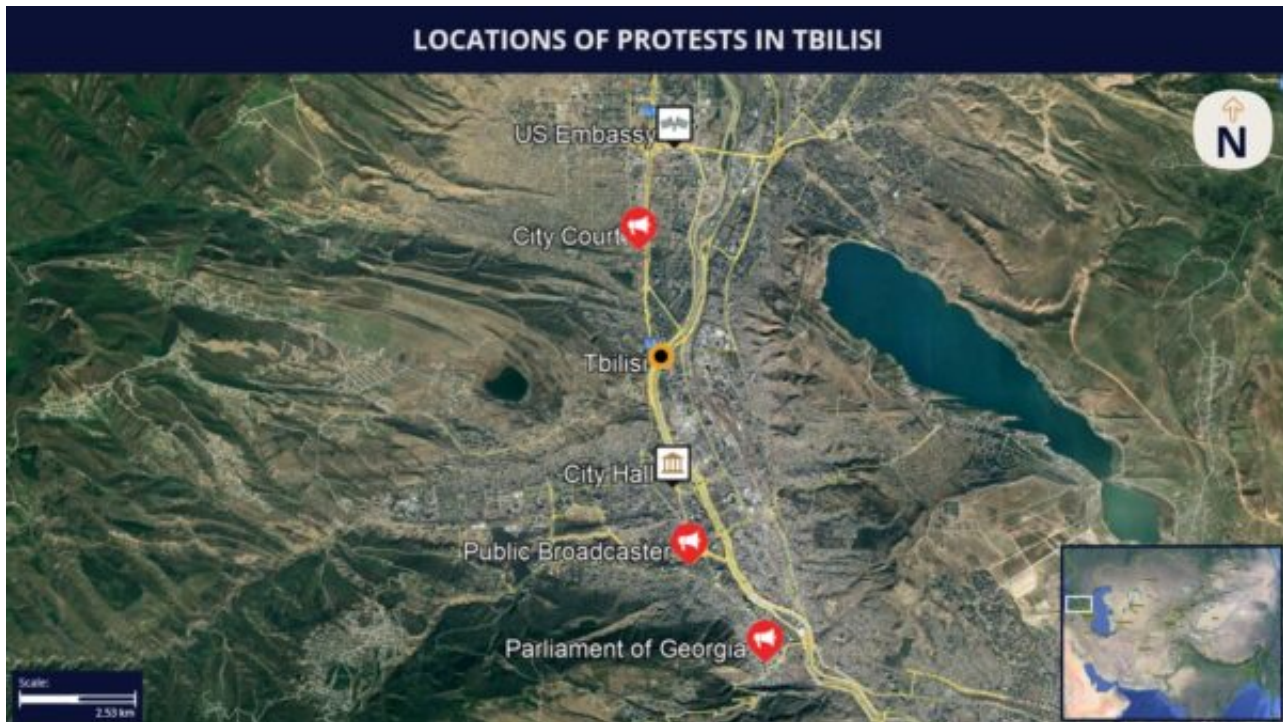 LOCATIONS OF PROTESTS IN TBILISI
N
US Embassy
City Court
Tbilisi
City Hall
Public Broadcaster
Parliament of Georgia
Scale:
2.53 km